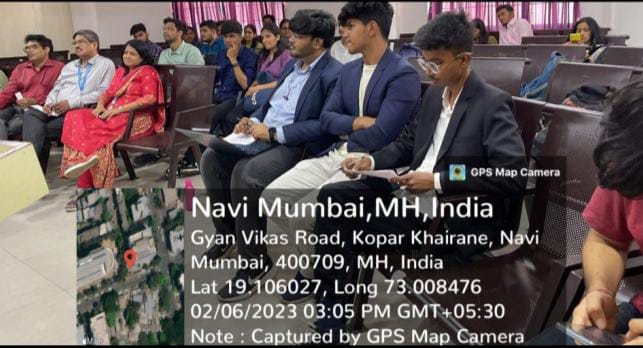 GPS Map Camera
Navi Mumbai,MH,India
Gyan Vikas Road, Kopar Khairane, Navi
Mumbai, 400709, MH, India
Lat 19.106027, Long 73.008476
02/06/2023 03:05 PM GMT+05:30
Note : Captured by GPS Map Camera